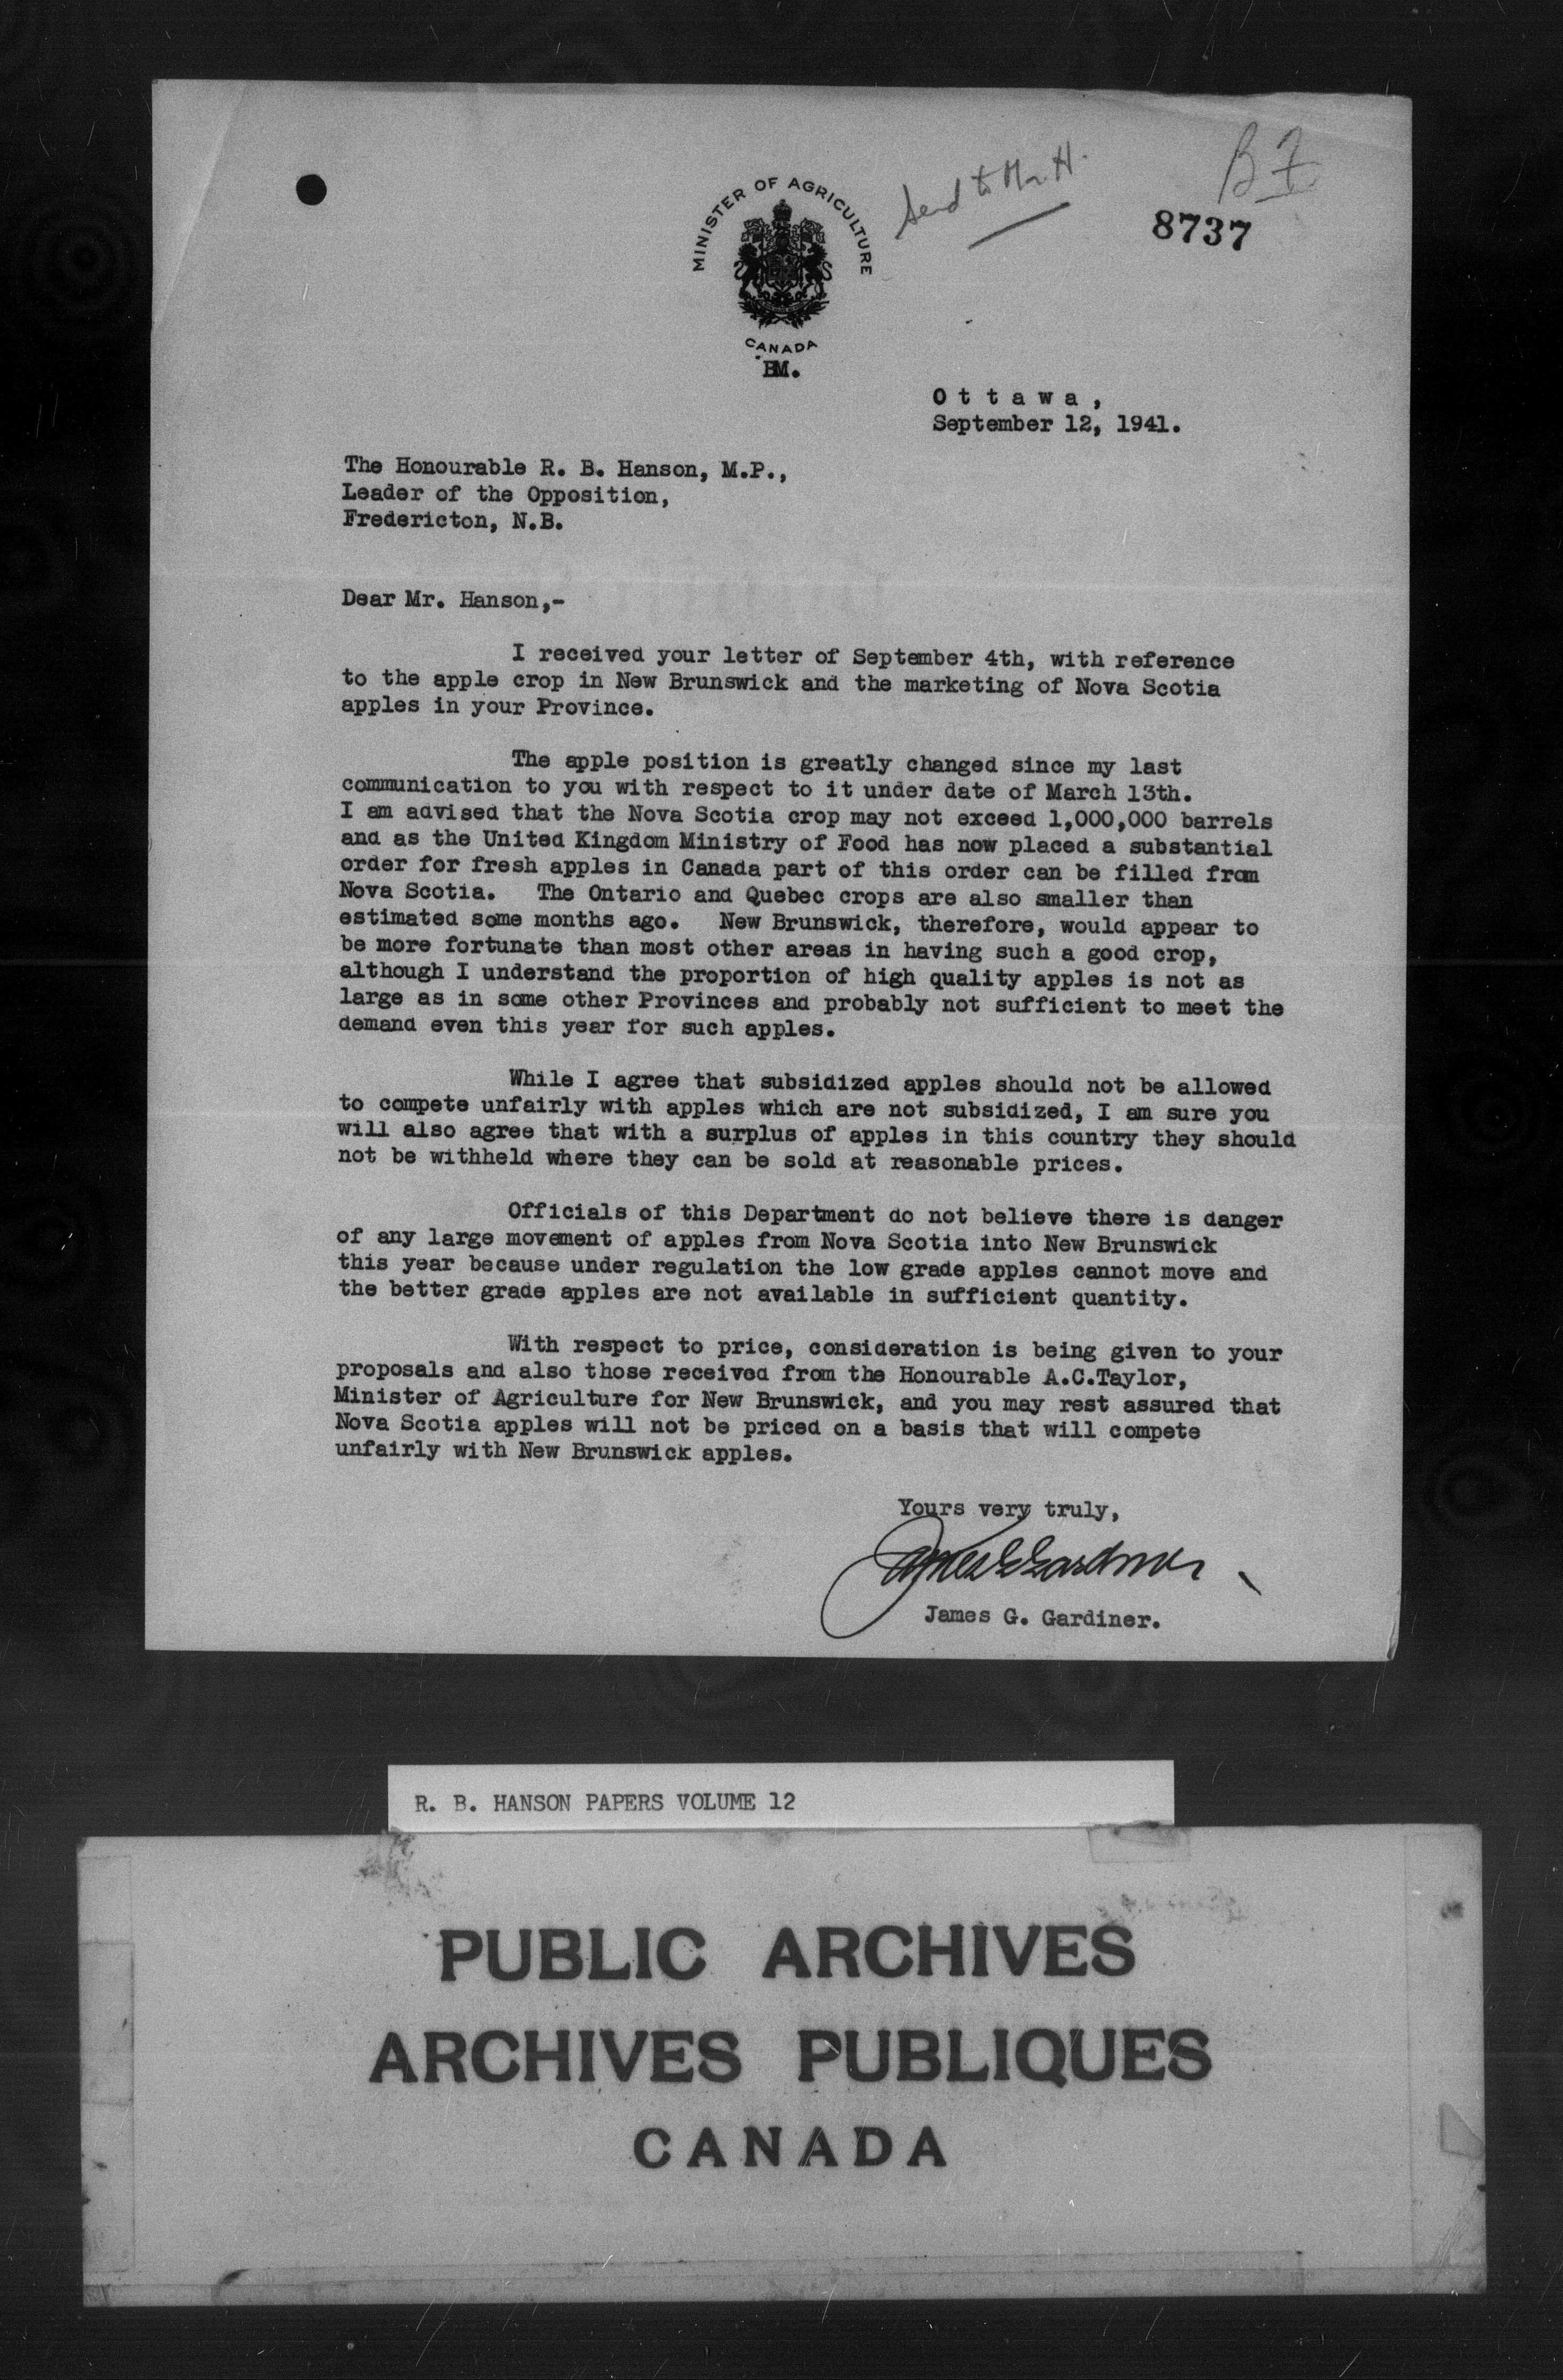 Send to Mr H.
8737
MINISTER OF AGRICULTURE
CANADA
BM.
Ottawa,
September 12, 1941.
The Honourable R. B. Hanson, M.P.,
Leader of the Opposition,
Fredericton, N.B.
Dear Mr. Hanson,-
I received your letter of September 4th, with reference
to the apple crop in New Brunswick and the marketing of Nova Scotia
apples in your Province.
The apple position is greatly changed since my last
communication to you with respect to it under date of March 13th.
I am advised that the Nova Scotia crop may not exceed 1,000,000 barrels
and as the United Kingdom Ministry of Food has now placed a substantial
order for fresh apples in Canada part of this order can be filled from
Nova Scotia. The Ontario and Quebec crops are also smaller than
estimated some months ago. New Brunswick, therefore, would appear to
be more fortunate than most other areas in having such a good crop,
although I understand the proportion of high quality apples is not as
large as in some other Provinces and probably not sufficient to meet the
demand even this year for such apples.
While I agree that subsidized apples should not be allowed
to compete unfairly with apples which are not subsidized, I am sure you
will also agree that with a surplus of apples in this country they should
not be withheld where they can be sold at reasonable prices.
Officials of this Department do not believe there is danger
of any large movement of apples from Nova Scotia into New Brunswick
this year because under regulation the low grade apples cannot move and
the better grade apples are not available in sufficient quantity.
With respect to price, consideration is being given to your
proposals and also those received from the Honourable A.C.Taylor,
Minister of Agriculture for New Brunswick, and you may rest assured that
Nova Scotia apples will not be priced on a basis that will compete
unfairly with New Brunswick apples.
Yours very truly,
James G Gardiner
James G. Gardiner.
R. B. HANSON PAPERS VOLUME 12
PUBLIC ARCHIVES
ARCHIVES PUBLIQUES
CANADA